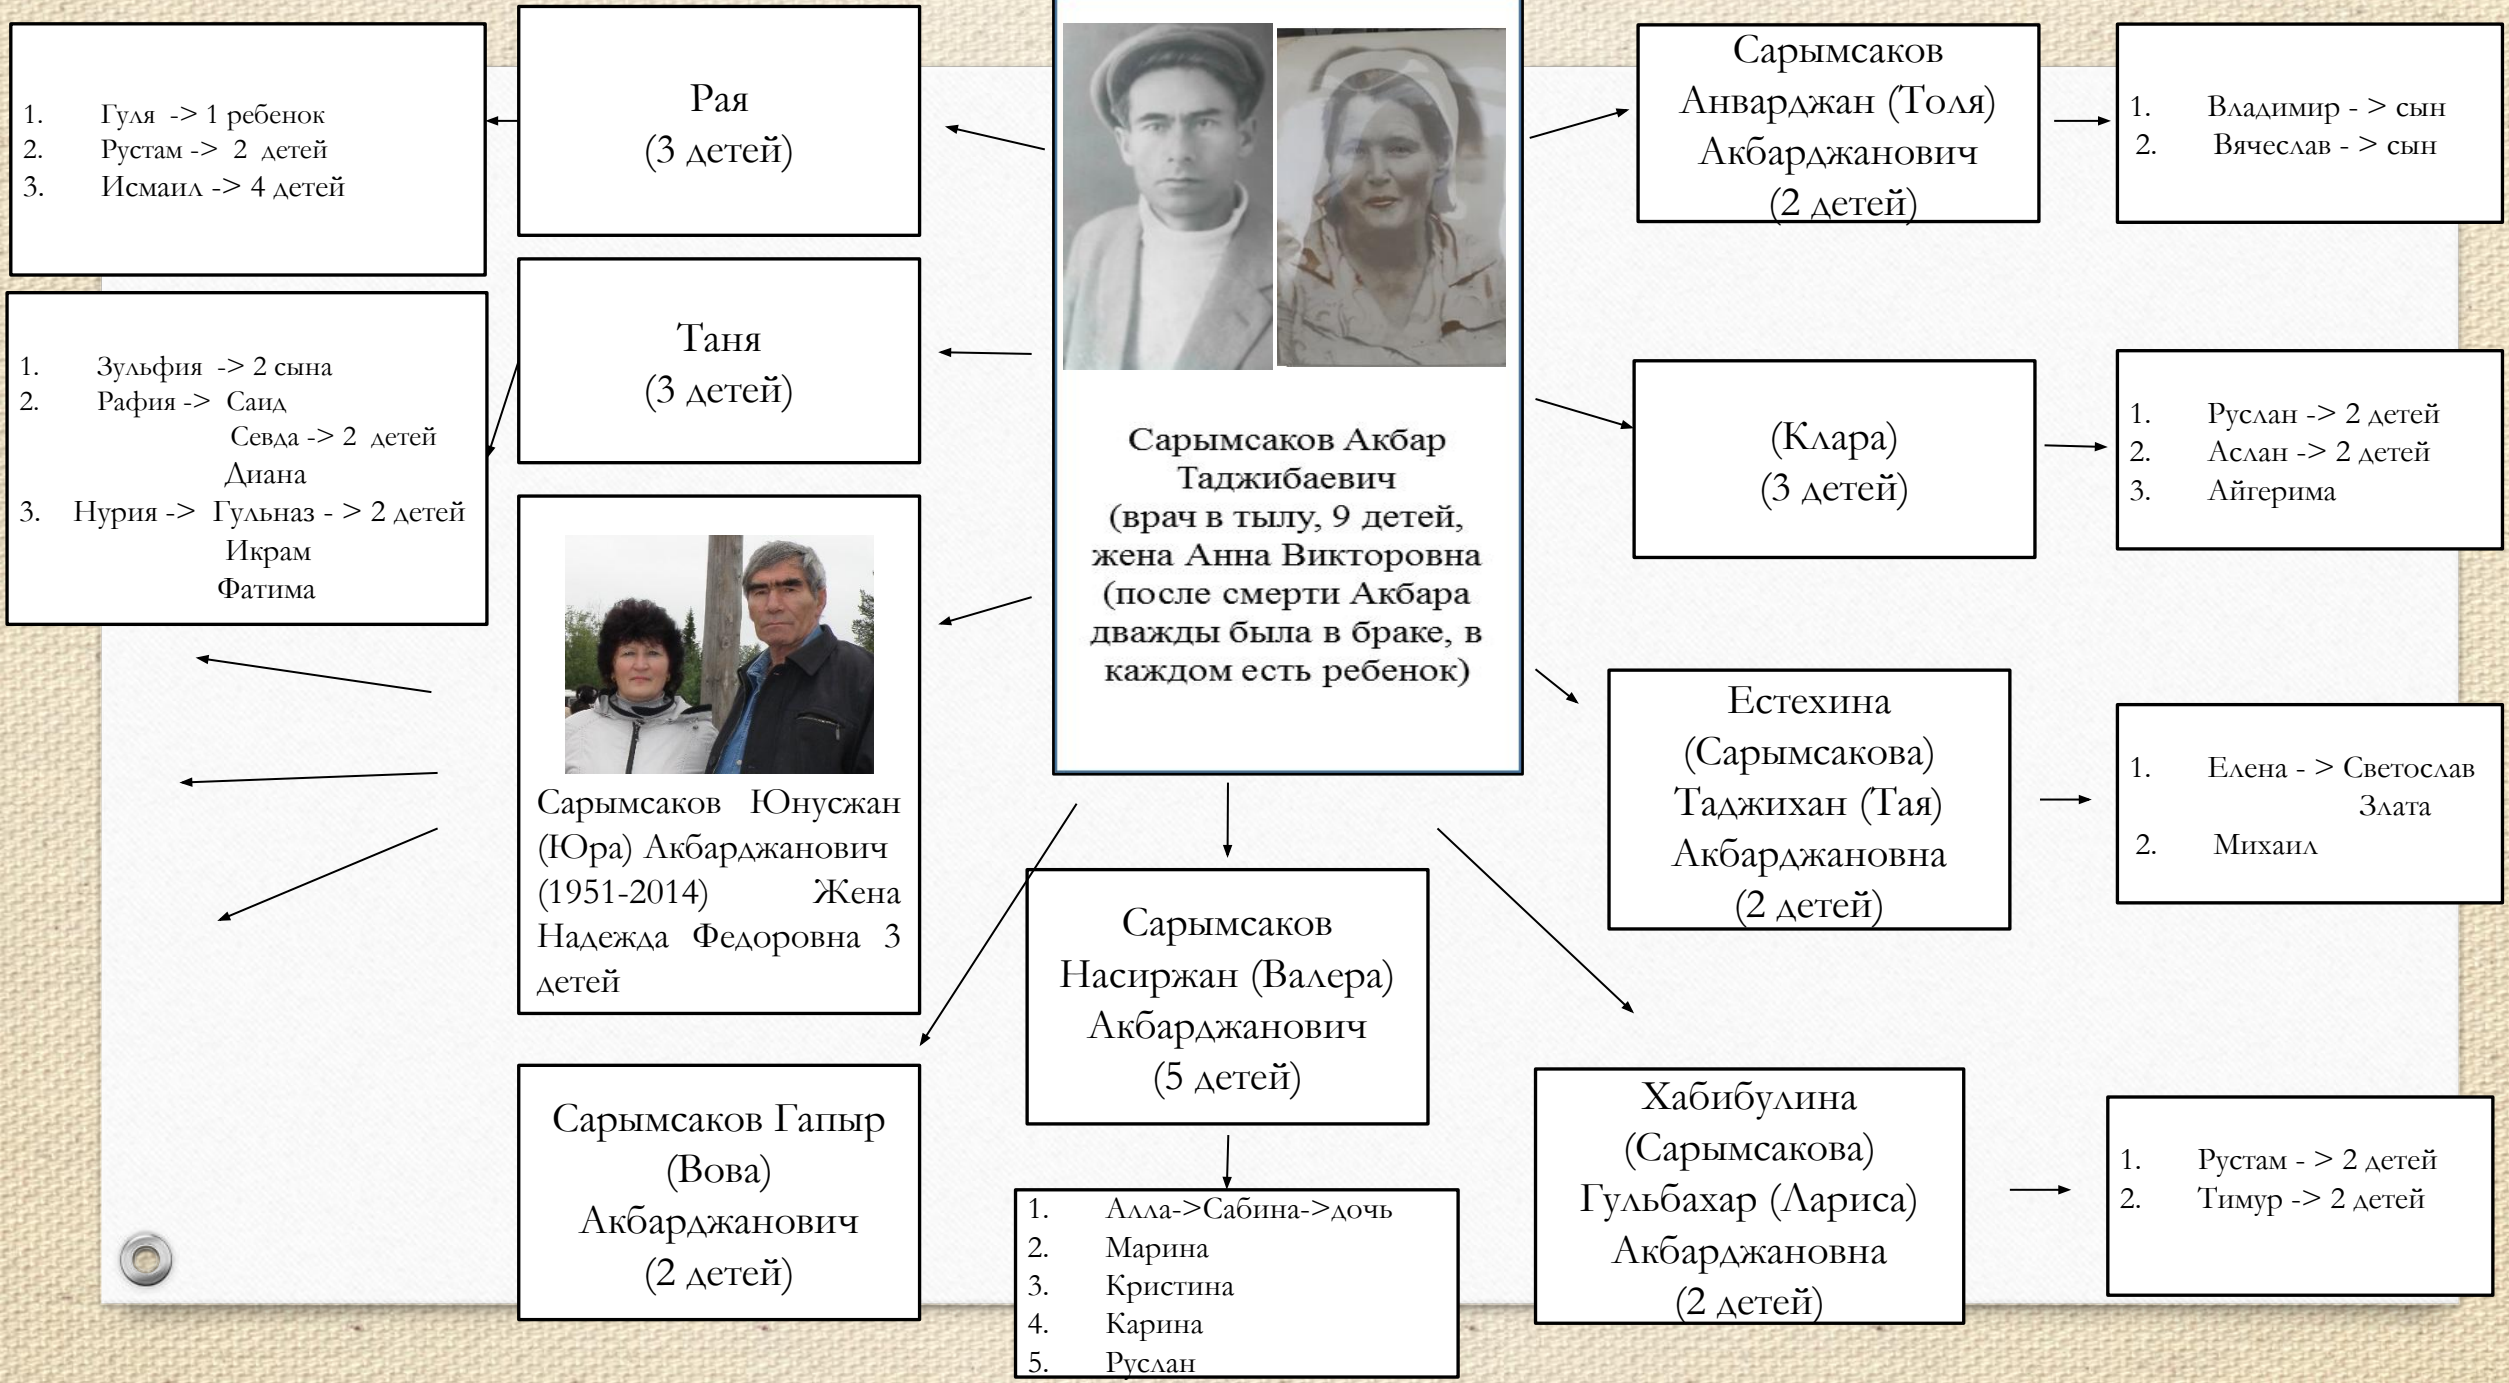 1. Гуля -> 1 ребенок
2. Рустам -> 2 детей
3. Исмаил -> 4 детей
Рая
(3 детей)
Сарымсаков
Анварджан (Толя)
Акбарджанович
(2 детей)
1. Владимир - > сын
2. Вячеслав - > сын
1. Зульфия -> 2 сына
2. Рафия -> Саид
Севда -> 2 детей
Диана
3. Нурия -> Гульназ - > 2 детей
Икрам
Фатима
Таня
(3 детей)
Сарымсаков Акбар
Таджибаевич
(врач в тылу, 9 детей,
жена Анна Викторовна
(после смерти Акбара
дважды была в браке, в
каждом есть ребенок)
(Клара)
(3 детей)
1. Руслан -> 2 детей
2. Аслан -> 2 детей
3. Айгерима
Сарымсаков Юнусжан
(Юра) Акбарджанович
(1951-2014) Жена
Надежда Федоровна 3
детей
Естехина
(Сарымсакова)
Таджихан (Тая)
Акбарджановна
(2 детей)
1. Елена - > Светослав
Злата
2. Михаил
Сарымсаков Гапыр
(Вова)
Акбарджанович
(2 детей)
Сарымсаков
Насиржан (Валера)
Акбарджанович
(5 детей)
1. Алла->Сабина->дочь
2. Марина
3. Кристина
4. Карина
5. Руслан
Хабибулина
(Сарымсакова)
Гульбахар (Лариса)
Акбарджановна
(2 детей)
1. Рустам - > 2 детей
2. Тимур -> 2 детей